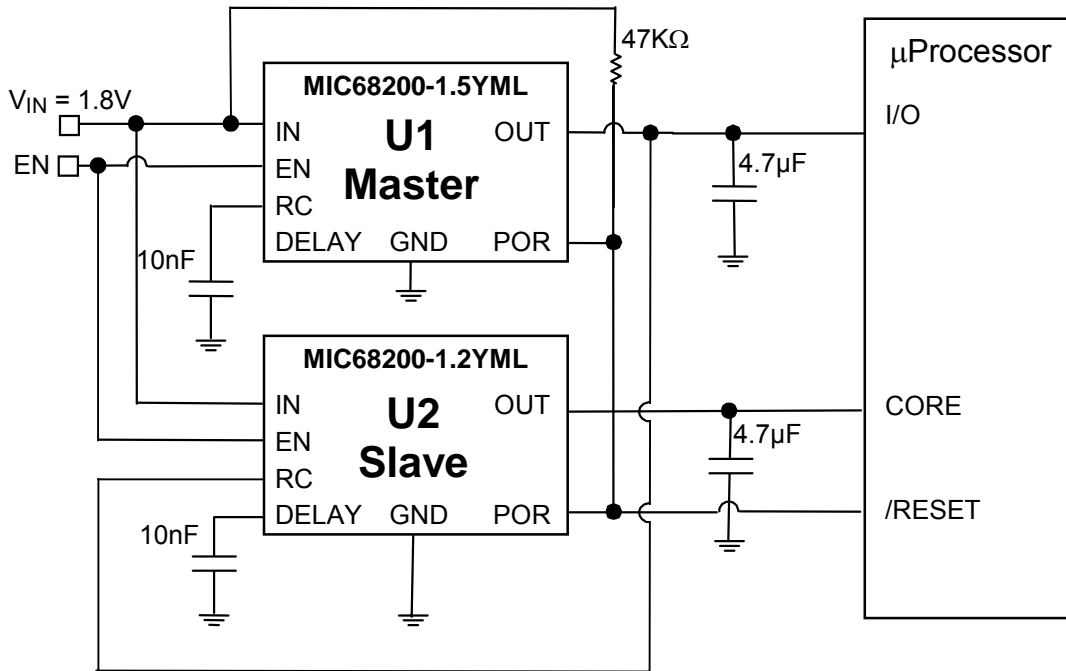 47KΩ
μProcessor
V_IN = 1.8V
EN
MIC68200-1.5YML
U1
Master
IN
EN
RC
DELAY
GND
OUT
POR
10nF
4.7µF
I/O
MIC68200-1.2YML
U2
Slave
IN
EN
RC
DELAY
GND
OUT
POR
10nF
4.7µF
CORE
/RESET